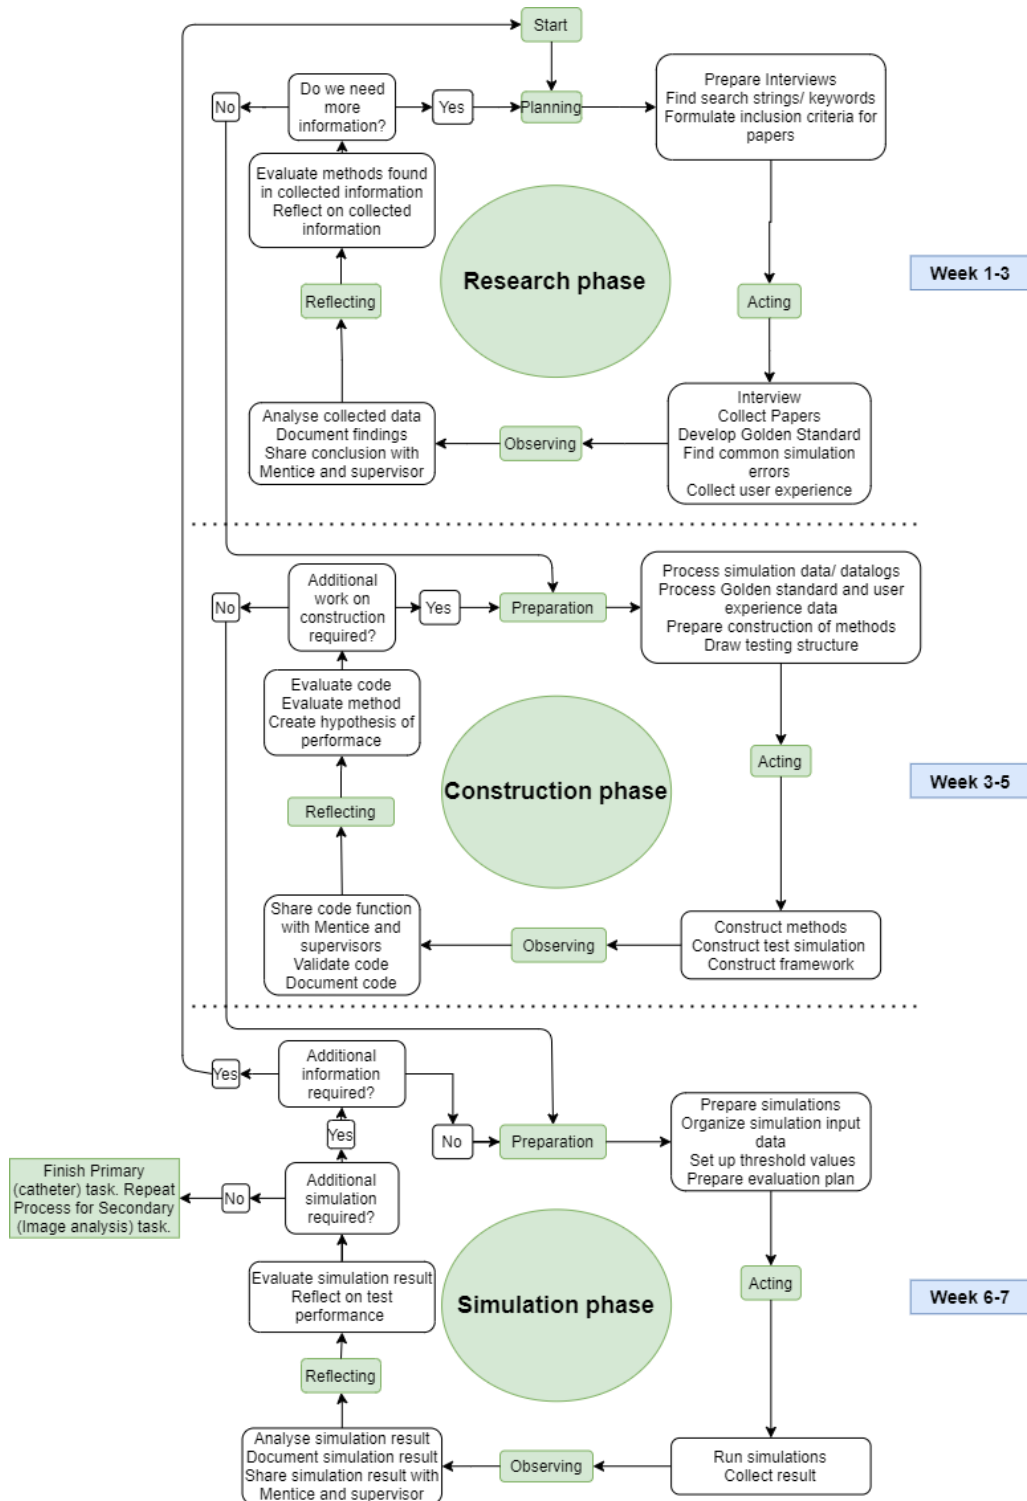 Start
Do we need
more
information?
No
Yes
Planning
Prepare Interviews
Find search strings/ keywords
Formulate inclusion criteria for
papers
Evaluate methods found
in collected information
Reflect on collected
information
Research phase
Week 1-3
Reflecting
Acting
Analyse collected data
Document findings
Share conclusion with
Mentice and supervisor
Observing
Interview
Collect Papers
Develop Golden Standard
Find common simulation
errors
Collect user experience
Additional
work on
construction
required?
No
Yes
Preparation
Process simulation data/ datalogs
Process Golden standard and user
experience data
Prepare construction of methods
Draw testing structure
Evaluate code
Evaluate method
Create hypothesis of
performace
Construction phase
Acting
Week 3-5
Reflecting
Share code function
with Mentice and
supervisors
Validate code
Document code
Observing
Construct methods
Construct test simulation
Construct framework
Yes
Additional
information
required?
Yes
No
Preparation
Prepare simulations
Organize simulation input
data
Set up threshold values
Prepare evaluation plan
Finish Primary
(catheter) task. Repeat
Process for Secondary
(Image analysis) task.
No
Additional
simulation
required?
Evaluate simulation result
Reflect on test
performance
Simulation phase
Acting
Week 6-7
Reflecting
Analyse simulation result
Document simulation result
Share simulation result with
Mentice and supervisor
Observing
Run simulations
Collect result